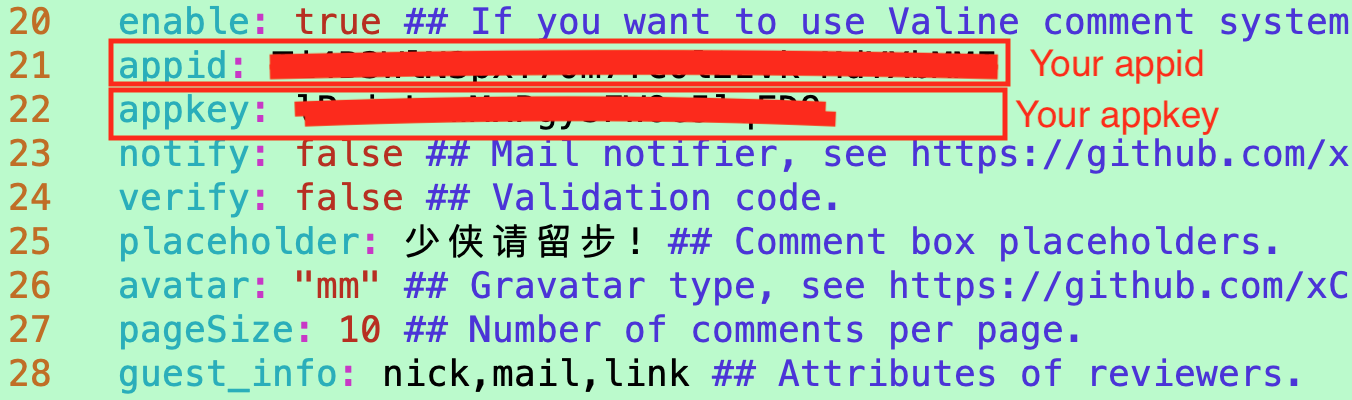 20 enable: true ## If you want to use Valine comment system
21 appid: Your appid
22 appkey: Your appkey
23 notify: false ## Mail notifier, see https://github.com/x
24 verify: false ## Validation code.
25 placeholder: 少侠请留步! ## Comment box placeholders.
26 avatar: "mm" ## Gravatar type, see https://github.com/xC
27 pageSize: 10 ## Number of comments per page.
28 guest_info: nick,mail,link ## Attributes of reviewers.